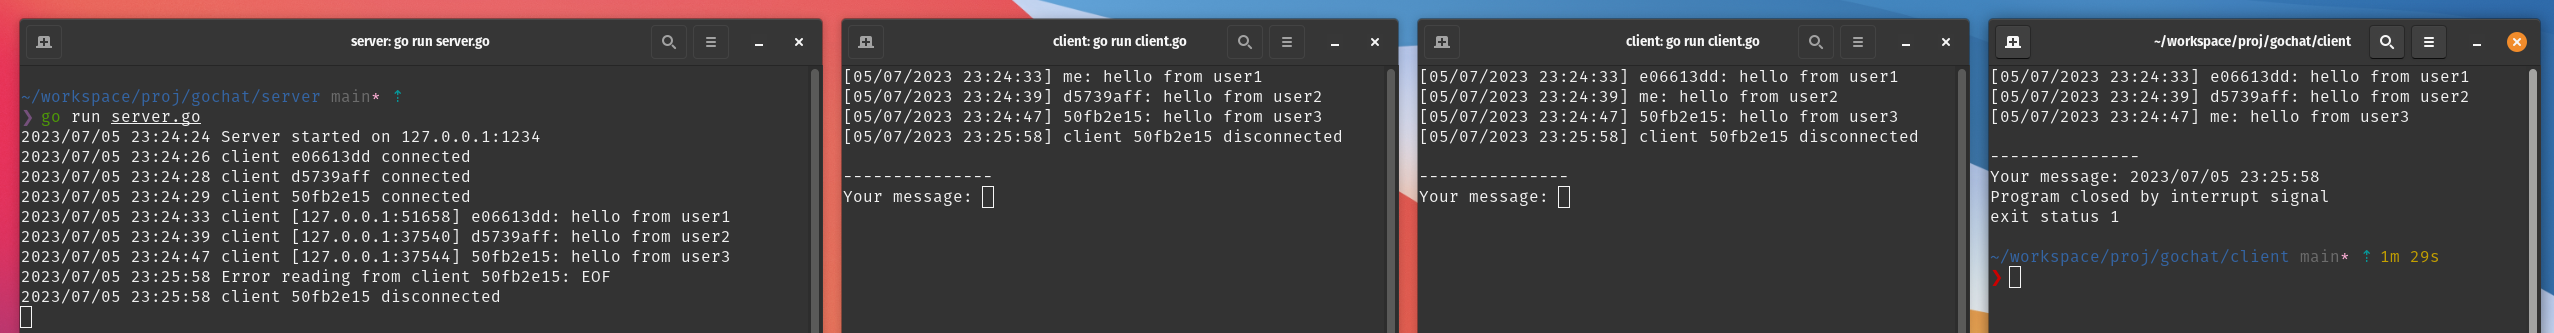 server: go run server.go
~/workspace/proj/gochat/server main* ⇡
❯ go run server.go
2023/07/05 23:24:24 Server started on 127.0.0.1:1234
2023/07/05 23:24:26 client e06613dd connected
2023/07/05 23:24:28 client d5739aff connected
2023/07/05 23:24:29 client 50fb2e15 connected
2023/07/05 23:24:33 client [127.0.0.1:51658] e06613dd: hello from user1
2023/07/05 23:24:39 client [127.0.0.1:37540] d5739aff: hello from user2
2023/07/05 23:24:47 client [127.0.0.1:37544] 50fb2e15: hello from user3
2023/07/05 23:25:58 Error reading from client 50fb2e15: EOF
2023/07/05 23:25:58 client 50fb2e15 disconnected
client: go run client.go
[05/07/2023 23:24:33] me: hello from user1
[05/07/2023 23:24:39] d5739aff: hello from user2
[05/07/2023 23:24:47] 50fb2e15: hello from user3
[05/07/2023 23:25:58] client 50fb2e15 disconnected
---------------
Your message:
client: go run client.go
[05/07/2023 23:24:33] e06613dd: hello from user1
[05/07/2023 23:24:39] me: hello from user2
[05/07/2023 23:24:47] 50fb2e15: hello from user3
[05/07/2023 23:25:58] client 50fb2e15 disconnected
---------------
Your message:
~/workspace/proj/gochat/client
[05/07/2023 23:24:33] e06613dd: hello from user1
[05/07/2023 23:24:39] d5739aff: hello from user2
[05/07/2023 23:24:47] me: hello from user3
---------------
Your message: 2023/07/05 23:25:58
Program closed by interrupt signal
exit status 1
~/workspace/proj/gochat/client main* ⇡ 1m 29s
❯